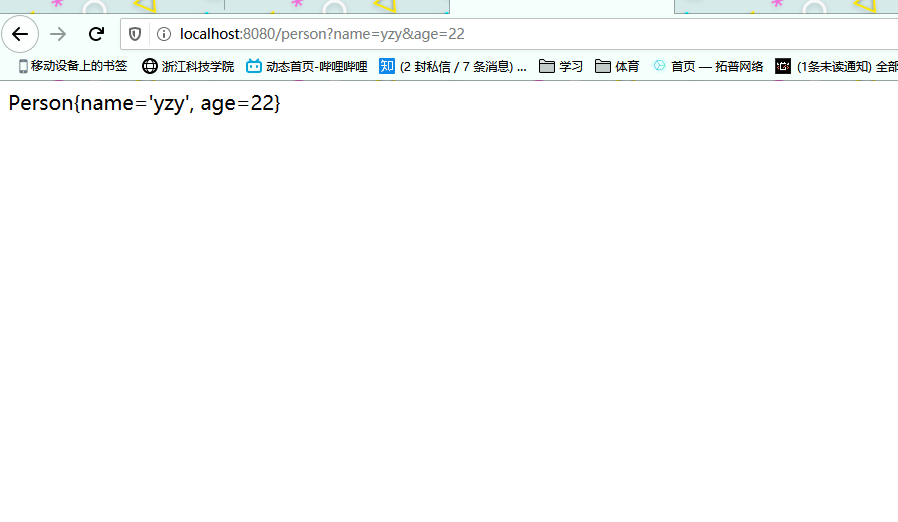 localhost:8080/person?name=yzy&age=22
移动设备上的书签 浙江科技学院 动态首页-哔哩哔哩 知 (2 封私信 / 7 条消息) ... 学习 体育 首页 — 拓普网络 (1条未读通知) 全部
Person{name='yzy', age=22}